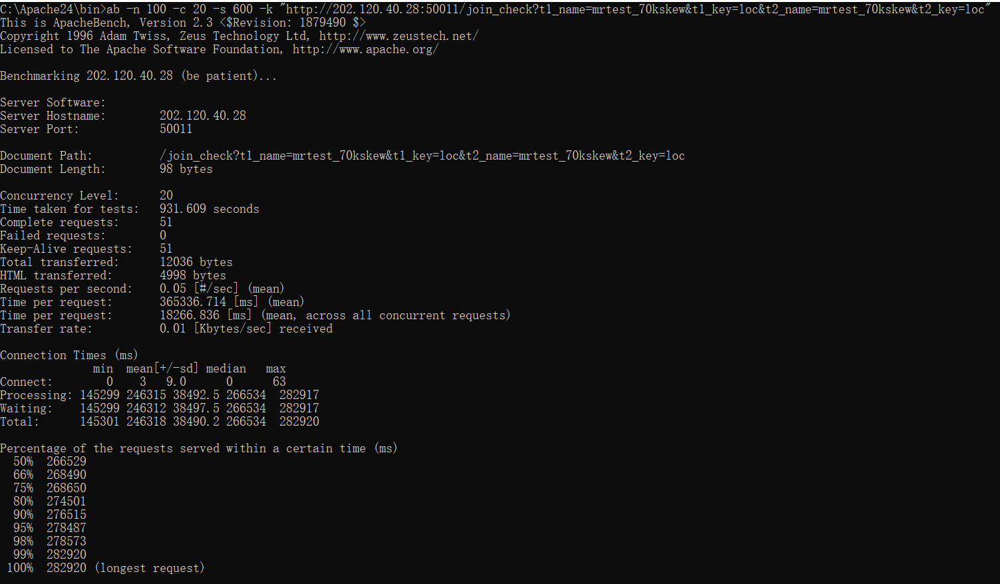 C:\Apache24\bin>ab -n 100 -c 20 -s 600 -k "http://202.120.40.28:50011/join_check?t1_name=mrtest_70kskew&t1_key=loc&t2_name=mrtest_70kskew&t2_key=loc"
This is ApacheBench, Version 2.3 <$Revision: 1879490 $>
Copyright 1996 Adam Twiss, Zeus Technology Ltd, http://www.zeustech.net/
Licensed to The Apache Software Foundation, http://www.apache.org/

Benchmarking 202.120.40.28 (be patient)...

Server Software:
Server Hostname:        202.120.40.28
Server Port:            50011

Document Path:          /join_check?t1_name=mrtest_70kskew&t1_key=loc&t2_name=mrtest_70kskew&t2_key=loc
Document Length:        98 bytes

Concurrency Level:      20
Time taken for tests:   931.609 seconds
Complete requests:      51
Failed requests:        0
Keep-Alive requests:    51
Total transferred:      12036 bytes
HTML transferred:       4998 bytes
Requests per second:    0.05 [#/sec] (mean)
Time per request:       365336.714 [ms] (mean)
Time per request:       18266.836 [ms] (mean, across all concurrent requests)
Transfer rate:          0.01 [Kbytes/sec] received

Connection Times (ms)
              min  mean[+/-sd] median   max
Connect:        0    3   9.0      0      63
Processing: 145299 246315 38492.5 266534  282917
Waiting:    145299 246312 38497.5 266534  282917
Total:      145301 246318 38490.2 266534  282920

Percentage of the requests served within a certain time (ms)
  50%  266529
  66%  268490
  75%  268650
  80%  274501
  90%  276515
  95%  278487
  98%  278573
  99%  282920
 100%  282920 (longest request)